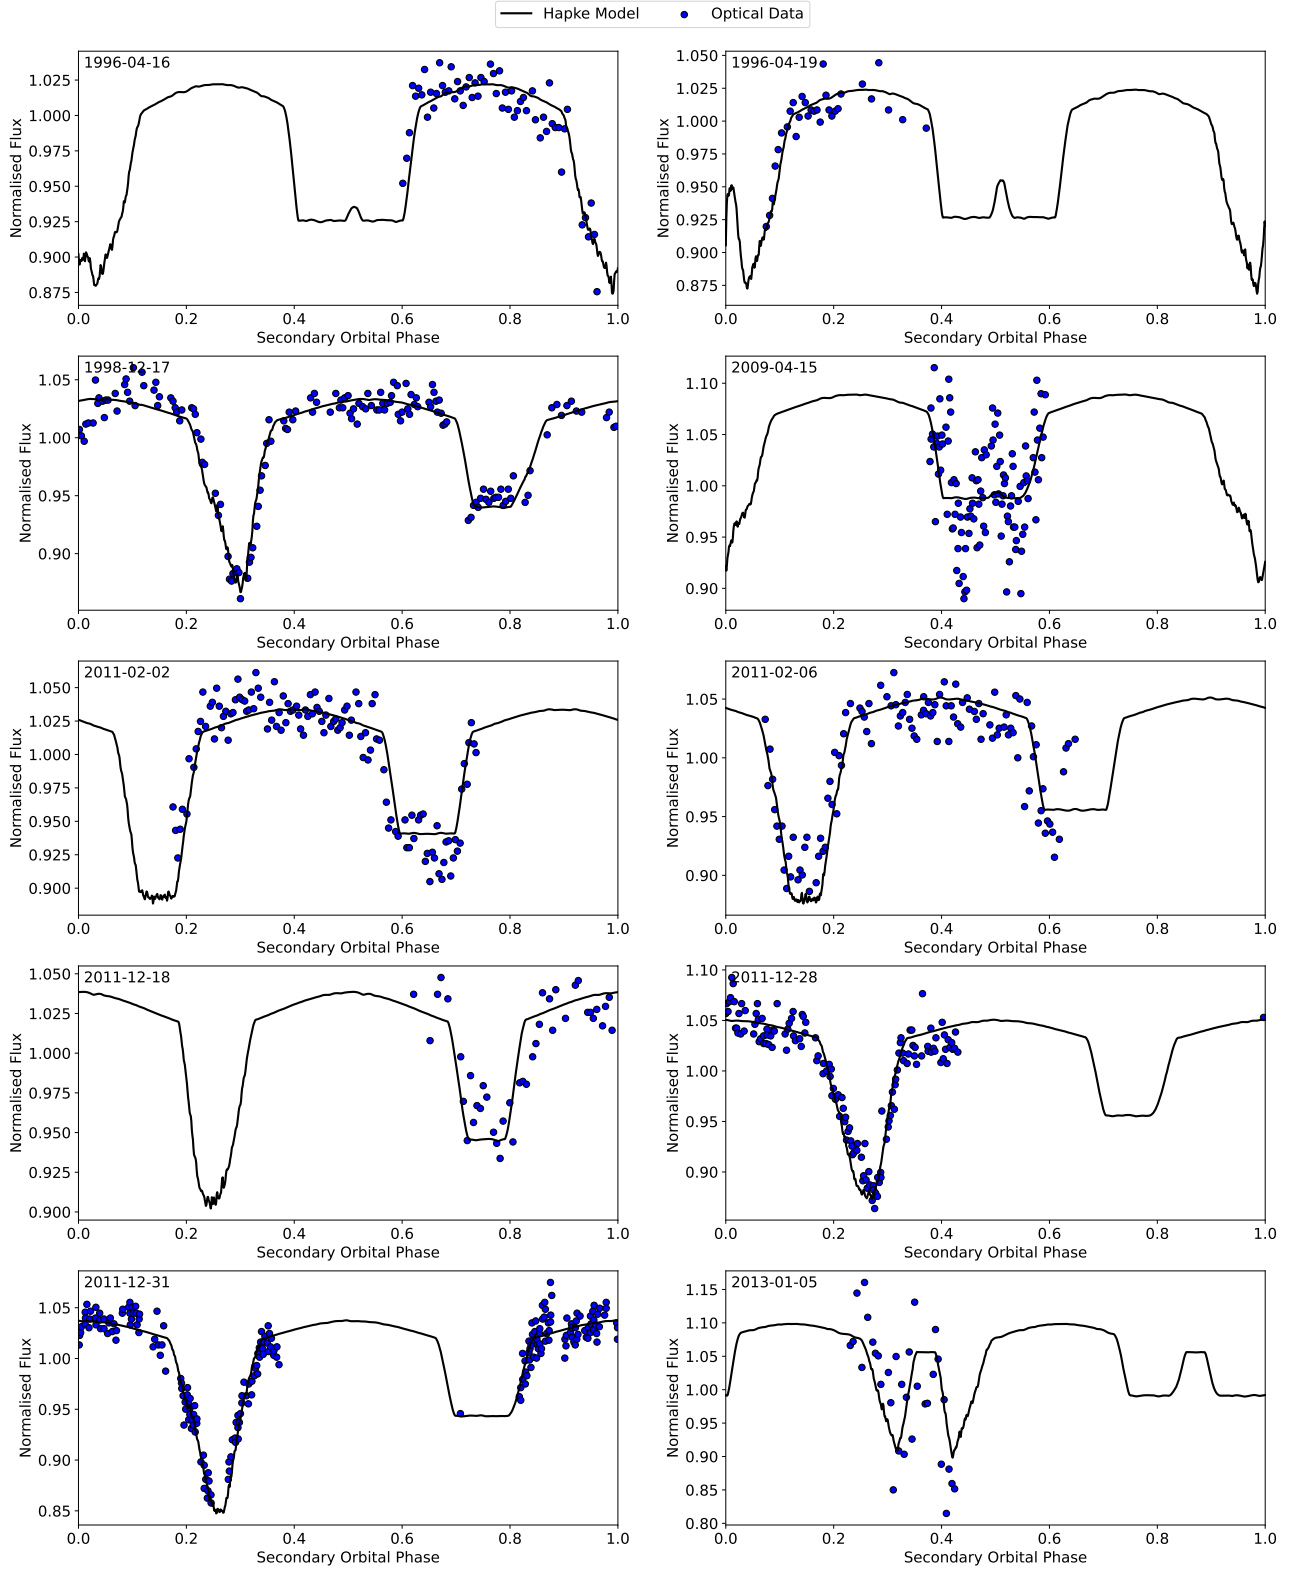 Hapke Model Optical Data
1996-04-16
Normalised Flux
1.025
1.000
0.975
0.950
0.925
0.900
0.875
0.0 0.2 0.4 0.6 0.8 1.0
Secondary Orbital Phase
1996-04-19
Normalised Flux
1.050
1.025
1.000
0.975
0.950
0.925
0.900
0.875
0.0 0.2 0.4 0.6 0.8 1.0
Secondary Orbital Phase
1998-12-17
Normalised Flux
1.05
1.00
0.95
0.90
0.0 0.2 0.4 0.6 0.8 1.0
Secondary Orbital Phase
2009-04-15
Normalised Flux
1.10
1.05
1.00
0.95
0.90
0.0 0.2 0.4 0.6 0.8 1.0
Secondary Orbital Phase
2011-02-02
Normalised Flux
1.050
1.025
1.000
0.975
0.950
0.925
0.900
0.0 0.2 0.4 0.6 0.8 1.0
Secondary Orbital Phase
2011-02-06
Normalised Flux
1.05
1.00
0.95
0.90
0.0 0.2 0.4 0.6 0.8 1.0
Secondary Orbital Phase
2011-12-18
Normalised Flux
1.050
1.025
1.000
0.975
0.950
0.925
0.900
0.0 0.2 0.4 0.6 0.8 1.0
Secondary Orbital Phase
2011-12-28
Normalised Flux
1.10
1.05
1.00
0.95
0.90
0.0 0.2 0.4 0.6 0.8 1.0
Secondary Orbital Phase
2011-12-31
Normalised Flux
1.05
1.00
0.95
0.90
0.85
0.0 0.2 0.4 0.6 0.8 1.0
Secondary Orbital Phase
2013-01-05
Normalised Flux
1.15
1.10
1.05
1.00
0.95
0.90
0.85
0.80
0.0 0.2 0.4 0.6 0.8 1.0
Secondary Orbital Phase